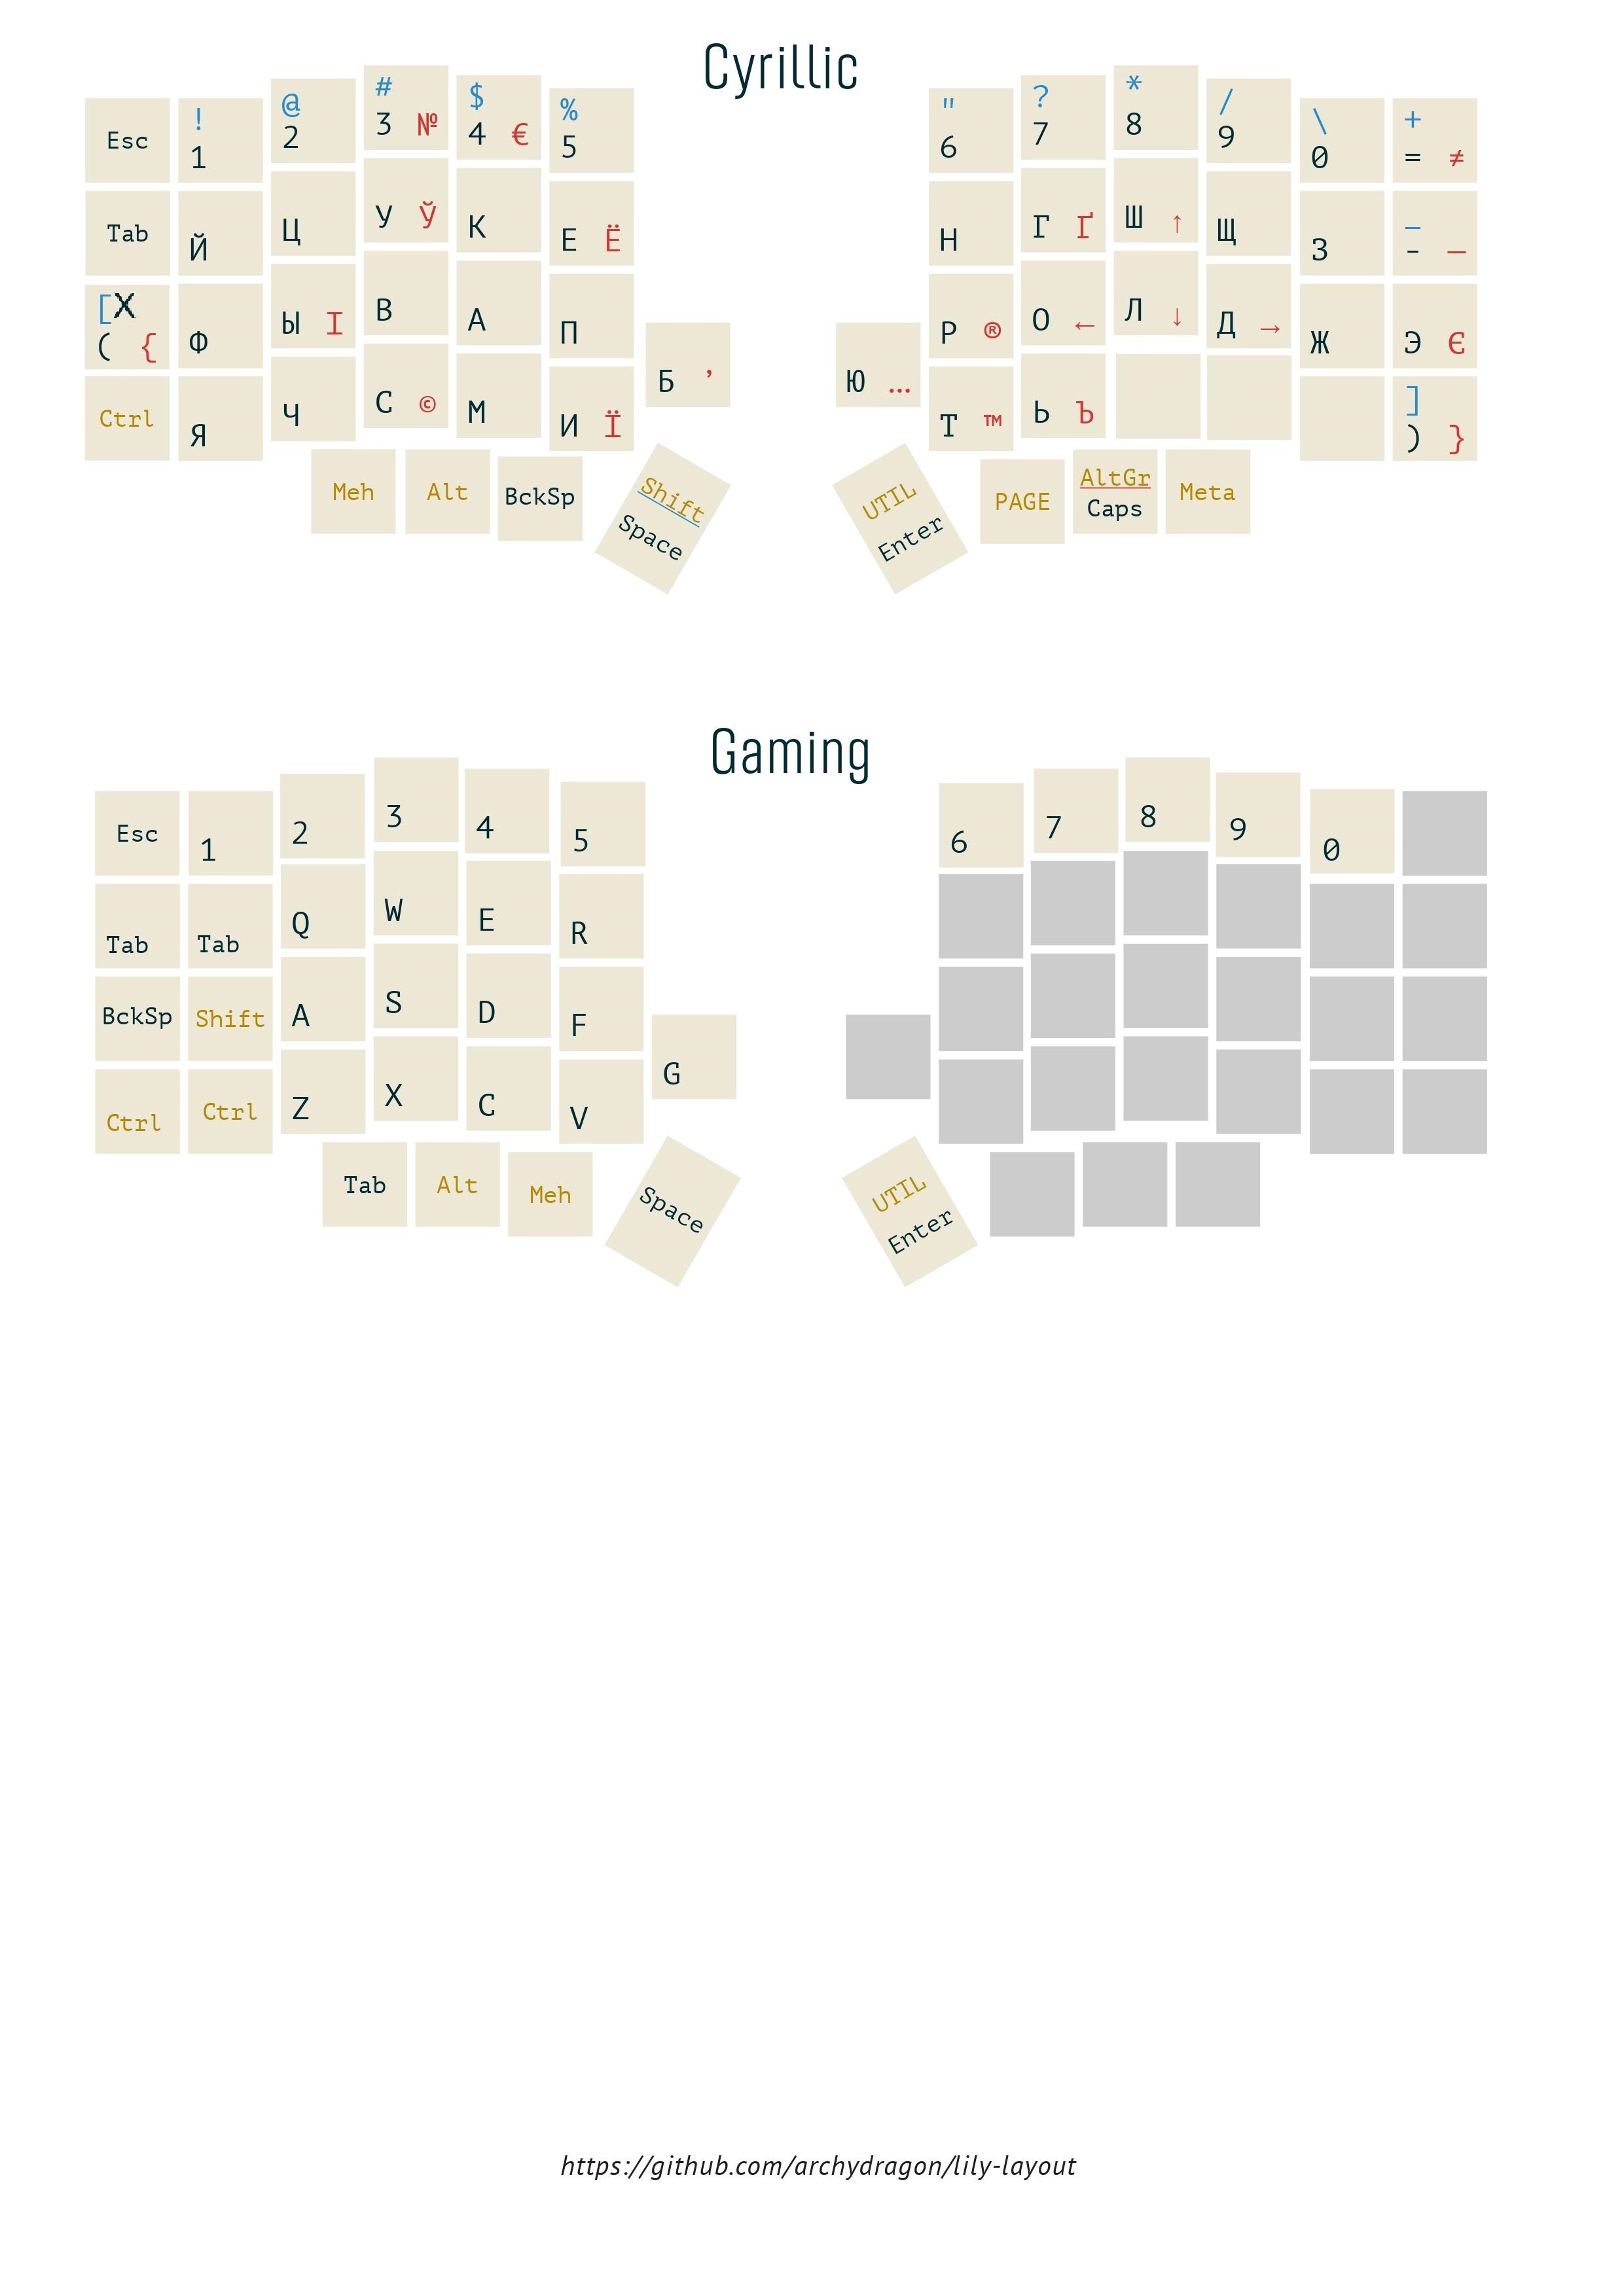 Cyrillic
Esc ! 1 @ 2 # 3 № $ 4 € % 5 " 6 ? 7 * 8 / 9 \ 0 + = ≠
Tab Й Ц У Ў К Е Ё Н Г Ґ Ш ↑ Щ З _ - —
[ X ( { Ф Ы І В А П Р ® О ← Л ↓ Д → Ж Э Є
Б ’ Ю …
Ctrl Я Ч С © М И Ї Т ™ Ь Ъ ] ) }
Meh Alt BckSp Shift Space UTIL Enter PAGE AltGr Caps Meta
Gaming
Esc 1 2 3 4 5 6 7 8 9 0
Tab Tab Q W E R
BckSp Shift A S D F
G
Ctrl Ctrl Z X C V
Tab Alt Meh Space UTIL Enter
https://github.com/archydragon/lily-layout